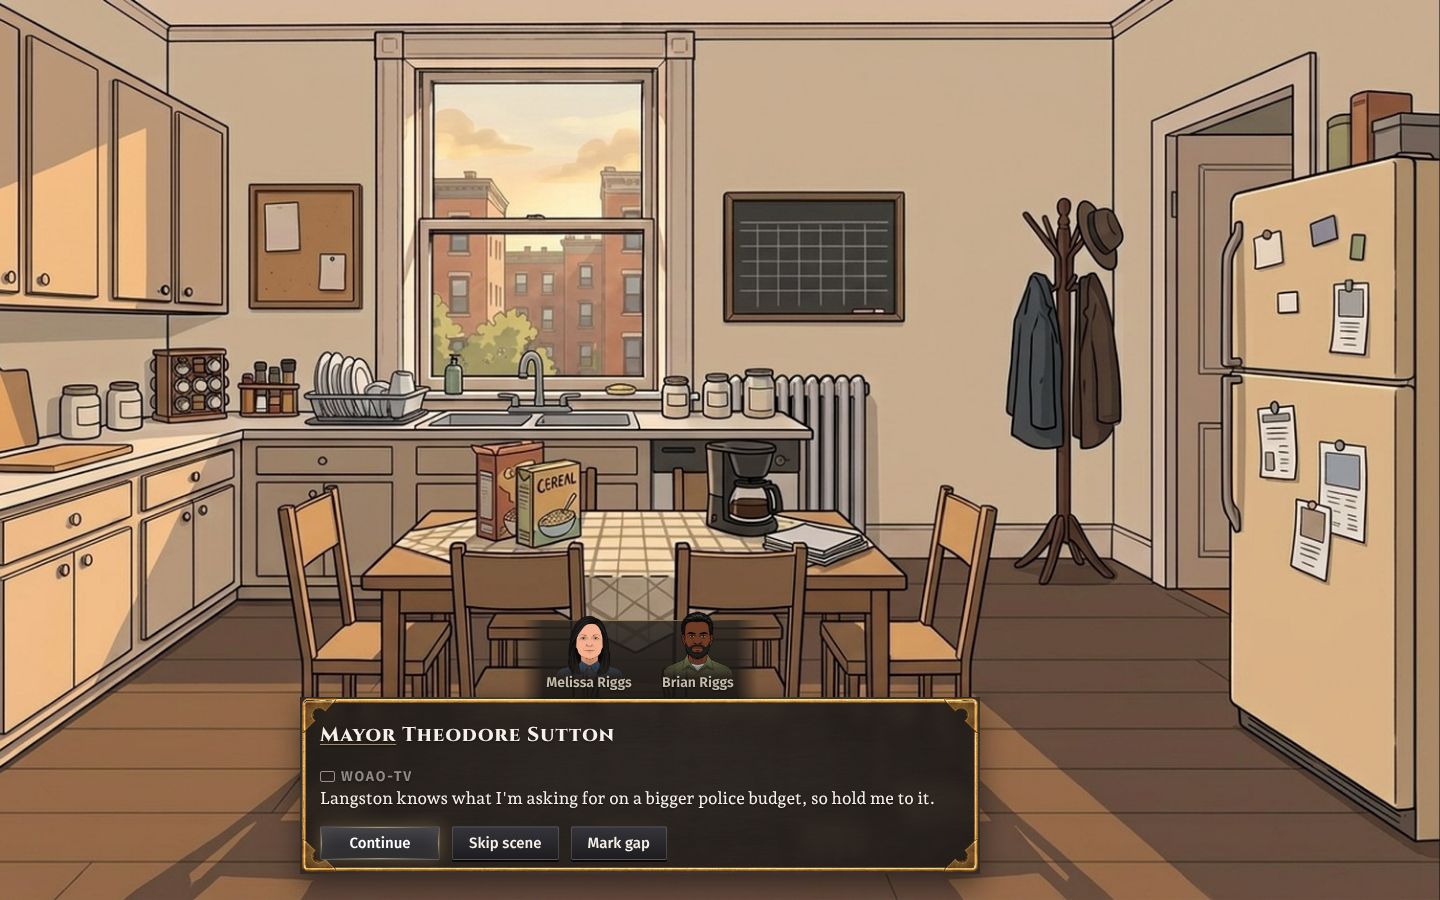 CEREAL
Melissa Riggs
Brian Riggs
Mayor Theodore Sutton
WOAO-TV
Langston knows what I'm asking for on a bigger police budget, so hold me to it.
Continue
Skip scene
Mark gap